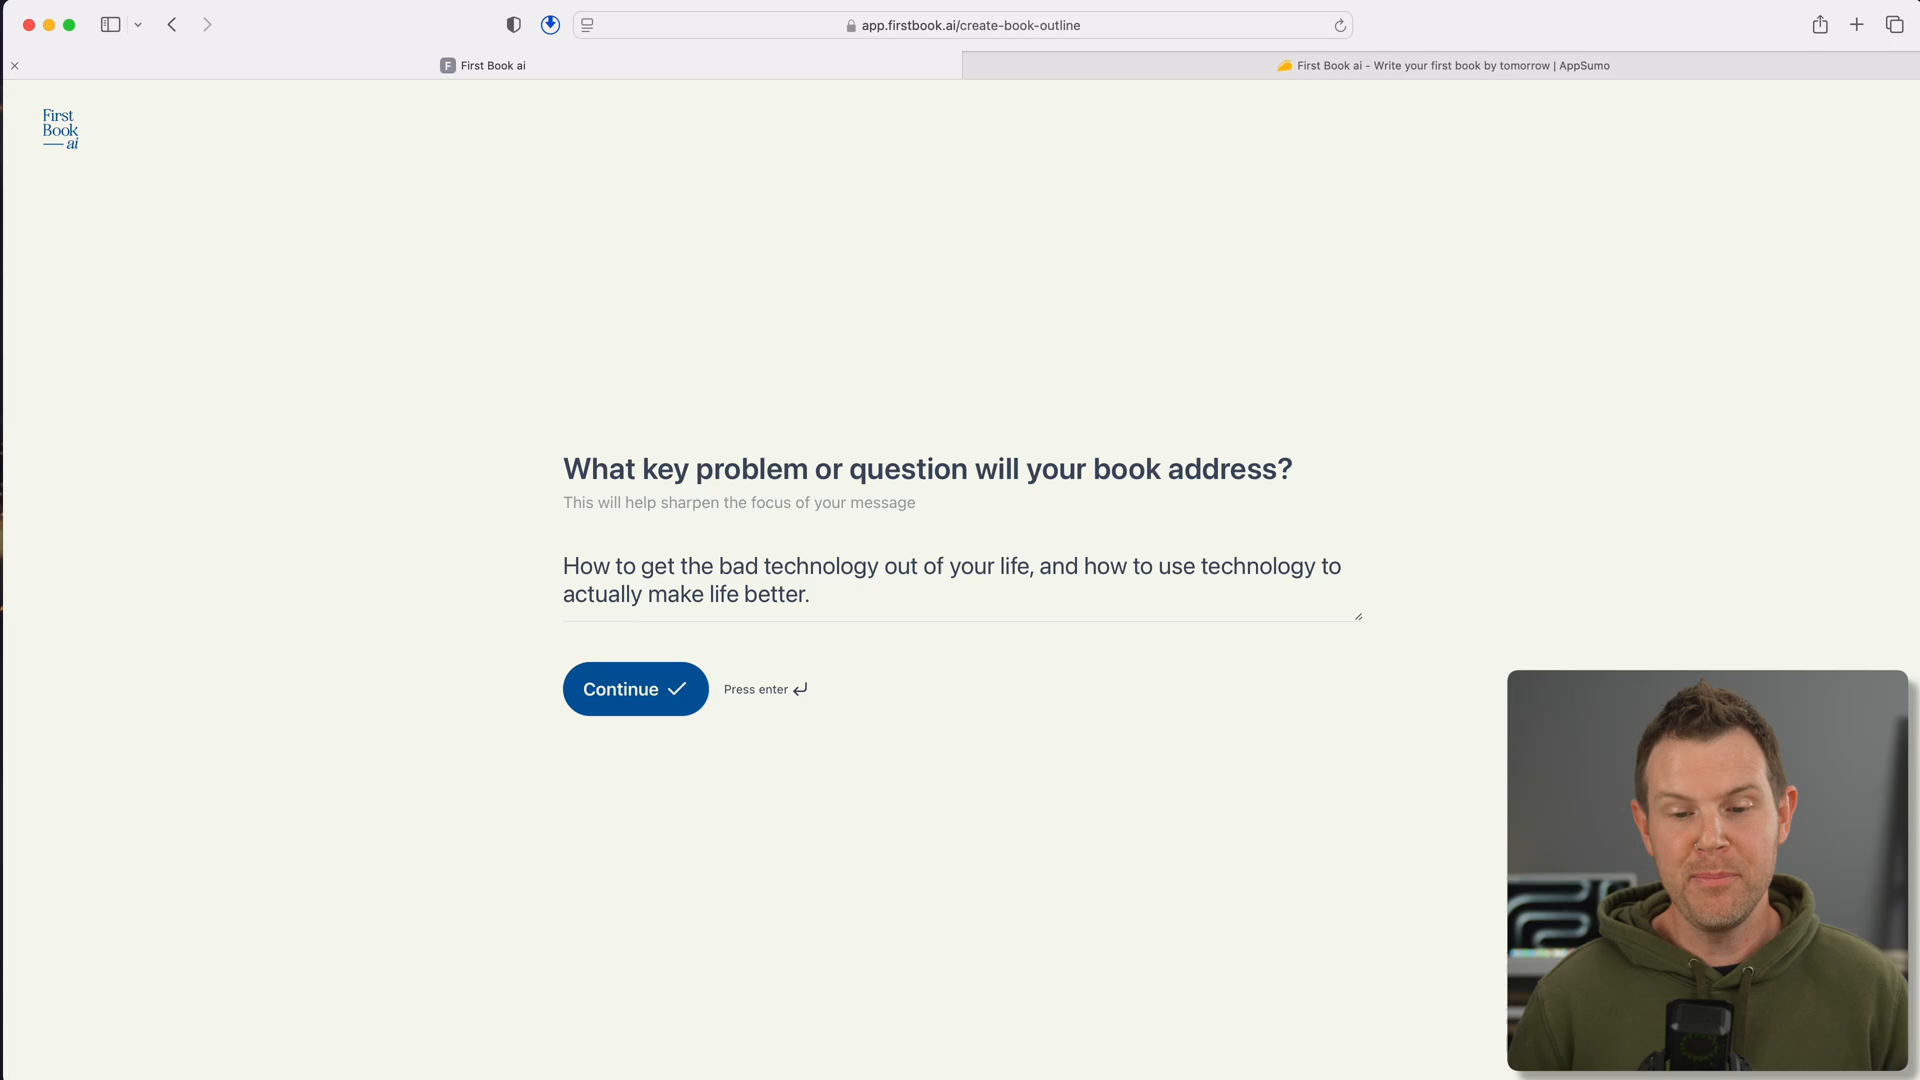 app.firstbook.ai/create-book-outline
F First Book ai
First Book ai - Write your first book by tomorrow | AppSumo
First
Book
— ai
What key problem or question will your book address?
This will help sharpen the focus of your message
How to get the bad technology out of your life, and how to use technology to
actually make life better.
Continue
Press enter